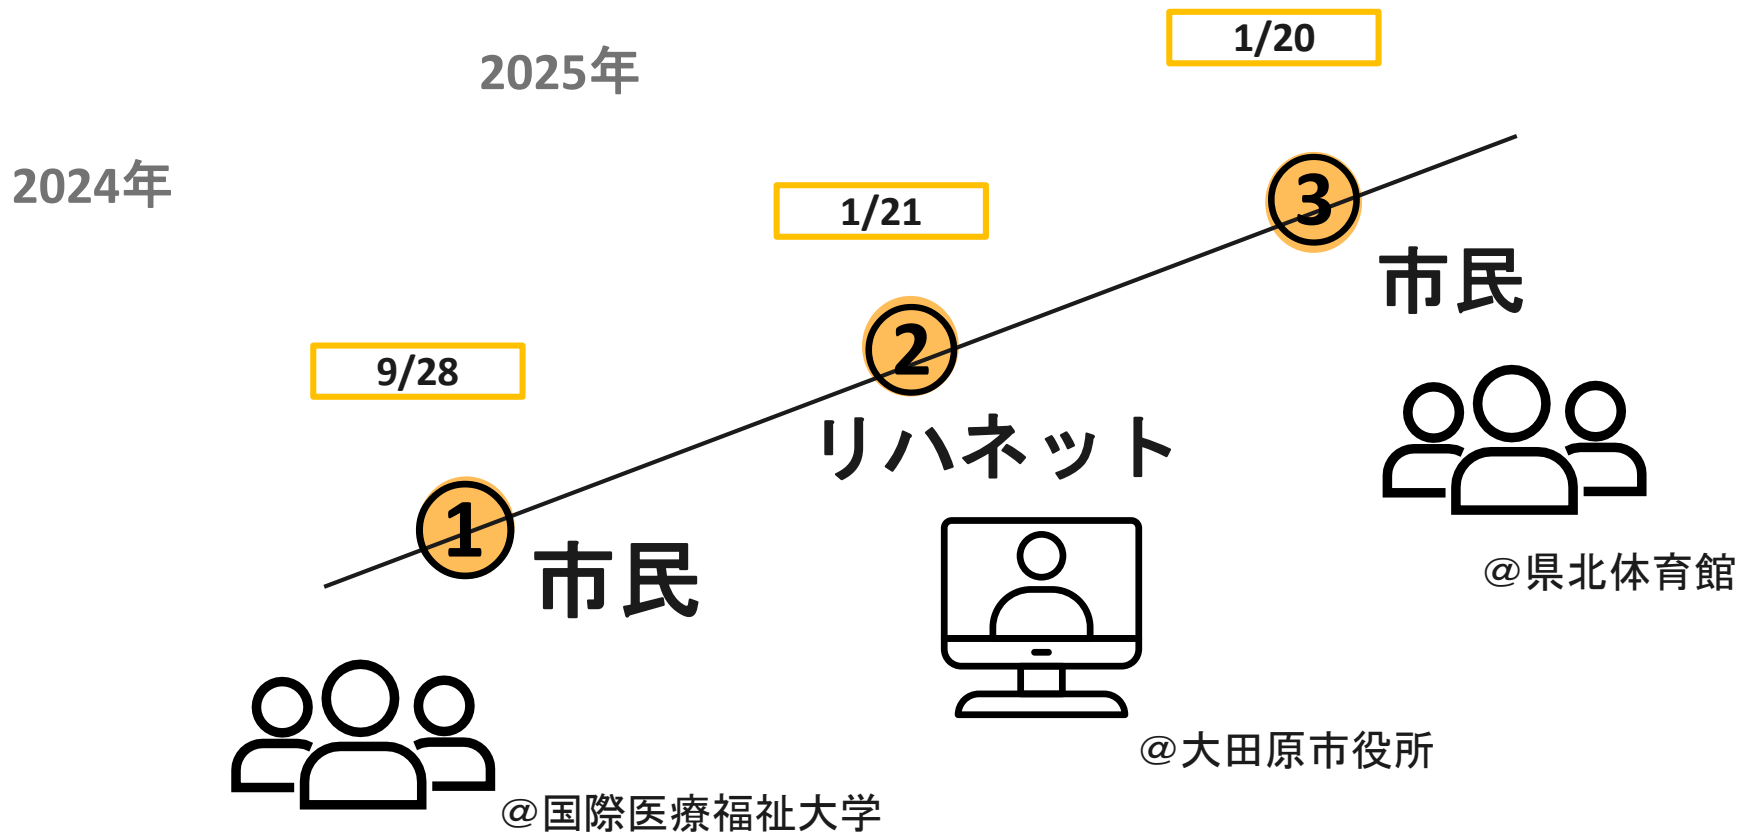 1/20
2025年
2024年
3
1/21
市民
2
9/28
リハネット
1
市民
@県北体育館
@大田原市役所
@国際医療福祉大学